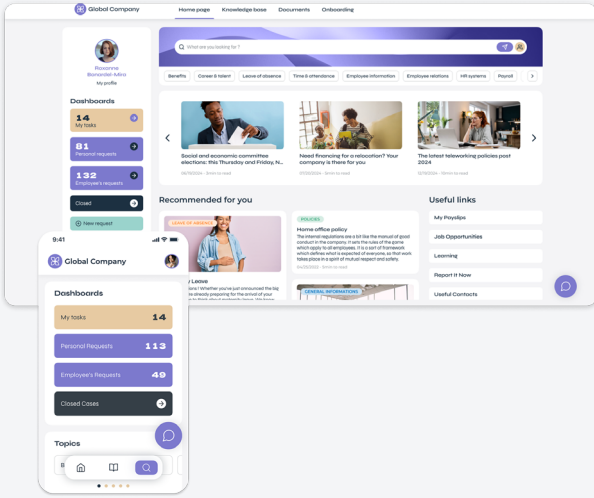 Global Company
Home page
Knowledge base
Documents
Onboarding
What are you looking for ?
Benefits
Career & talent
Leave of absence
Time & attendance
Employee information
Employee relations
HR systems
Payroll
Roxanne
Bonardel-Mira
My profile
Dashboards
14
My tasks
81
Personal requests
132
Employee's requests
Closed
New request
Social and economic committee
elections: this Thursday and Friday, N...
Need financing for a relocation? Your
company is there for you
The latest teleworking policies post
2024
Recommended for you
LEAVE OF ABSENCE
POLICIES
Home office policy
The internal regulations are a bit like the manual of good
conduct in the company. It sets the rules of the game
which apply to all employees. It is a sort of framework
which defines what is expected of everyone, so that work
takes place in a spirit of mutual respect and safety.
GENERAL INFORMATIONS
Useful links
My Payslips
Job Opportunities
Learning
Report It Now
Useful Contacts
9:41
Global Company
Dashboards
My tasks 14
Personal Requests 113
Employee's Requests 49
Closed Cases
Topics